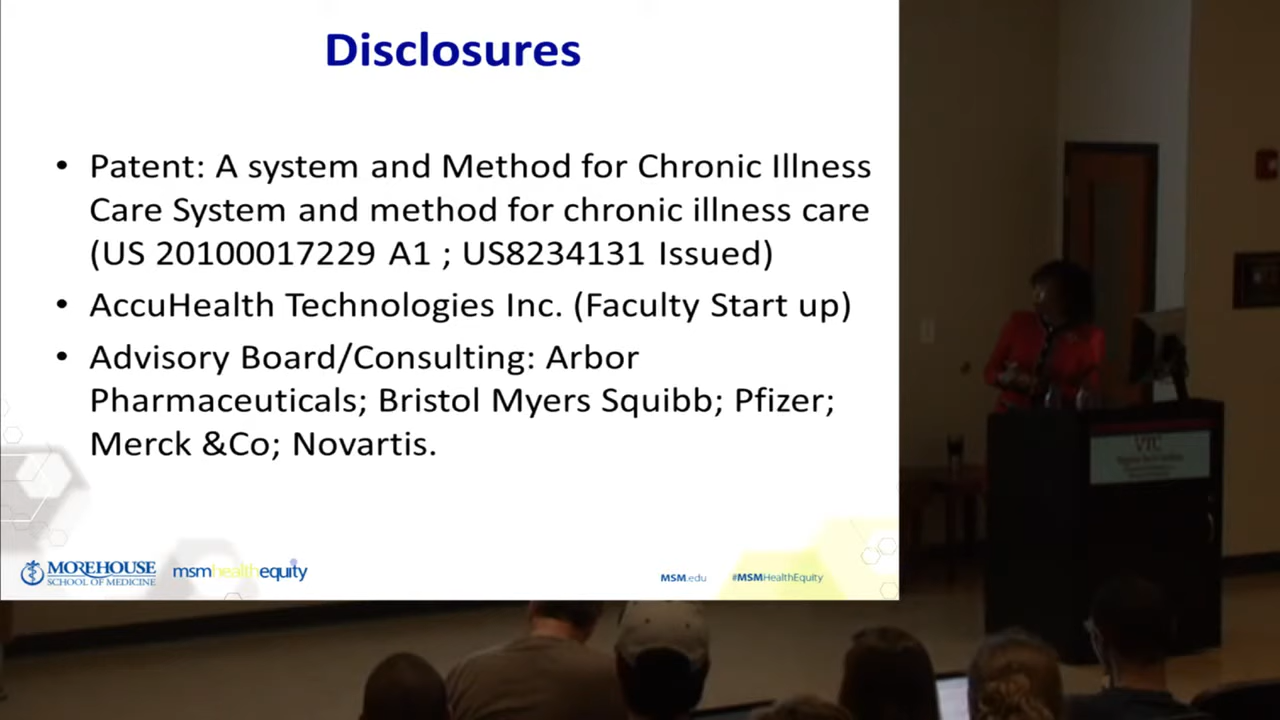 Disclosures
• Patent: A system and Method for Chronic Illness
Care System and method for chronic illness care
(US 20100017229 A1 ; US8234131 Issued)
• AccuHealth Technologies Inc. (Faculty Start up)
• Advisory Board/Consulting: Arbor
Pharmaceuticals; Bristol Myers Squibb; Pfizer;
Merck &Co; Novartis.
MOREHOUSE
SCHOOL OF MEDICINE
msmhealthequity
MSM.edu
#MSMHealthEquity
VTC